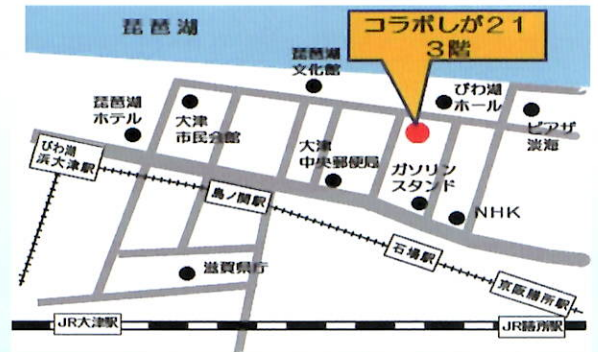 琵琶湖
コラボしが21
3階
琵琶湖
文化館
びわ湖
ホール
琵琶湖
ホテル
大津
市民会館
ピアザ
淡海
大津
中央郵便局
ガソリン
スタンド
びわ湖
浜大津駅
島ノ関駅
NHK
石場駅
滋賀県庁
京阪膳所駅
JR大津駅
JR膳所駅